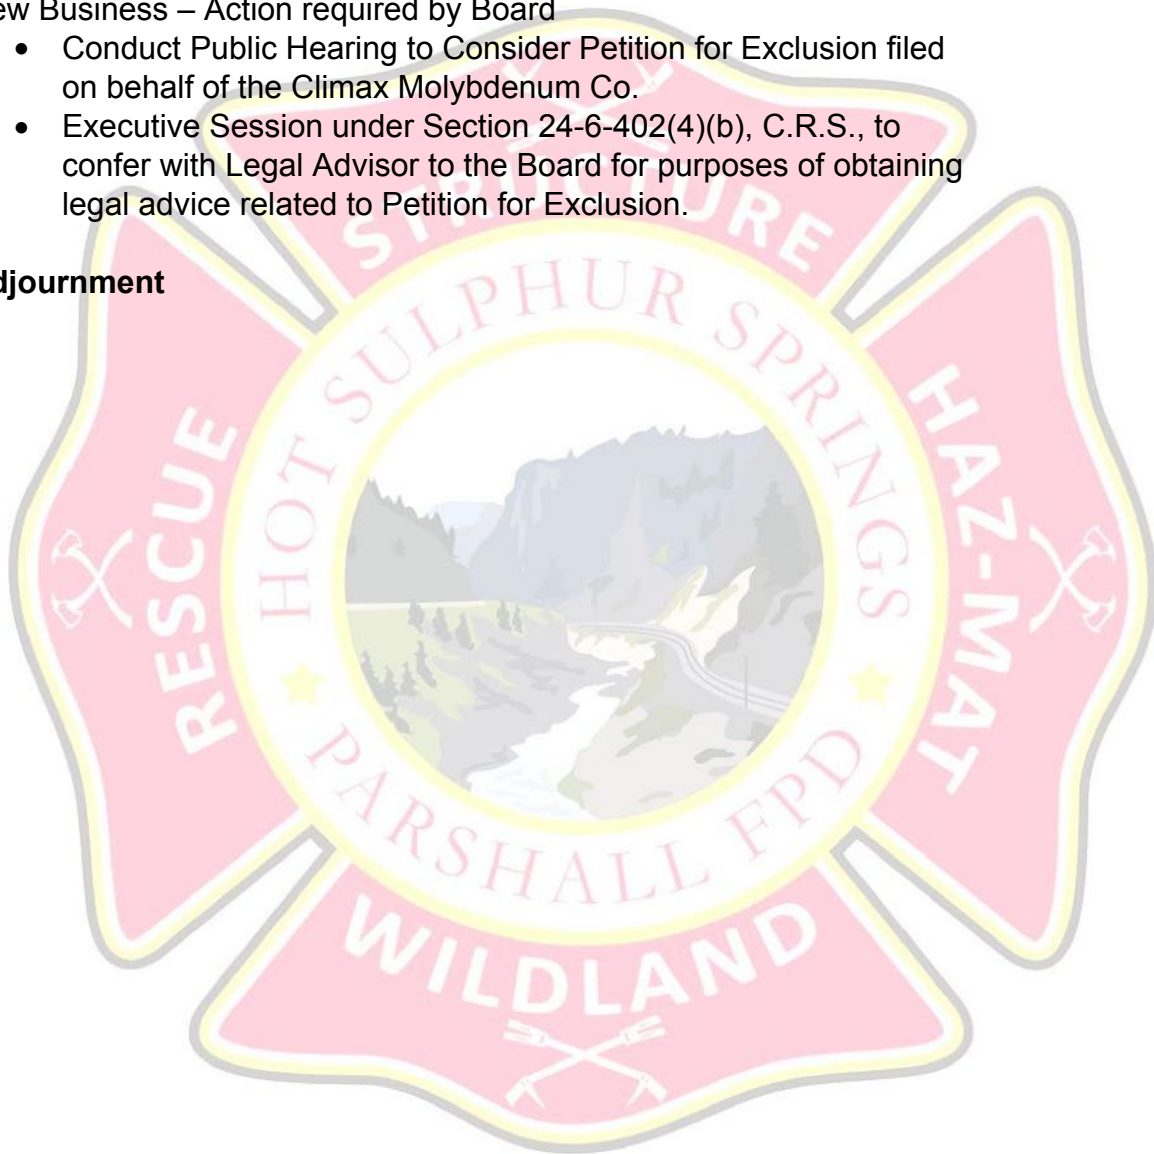 ew Business – Action required by Board
• Conduct Public Hearing to Consider Petition for Exclusion filed
on behalf of the Climax Molybdenum Co.
• Executive Session under Section 24-6-402(4)(b), C.R.S., to
confer with Legal Advisor to the Board for purposes of obtaining
legal advice related to Petition for Exclusion.
djournment
STRUCTURE
HOT SULPHUR SPRINGS
RESCUE
HAZ-MAT
PARSHALL FPD
WILDLAND